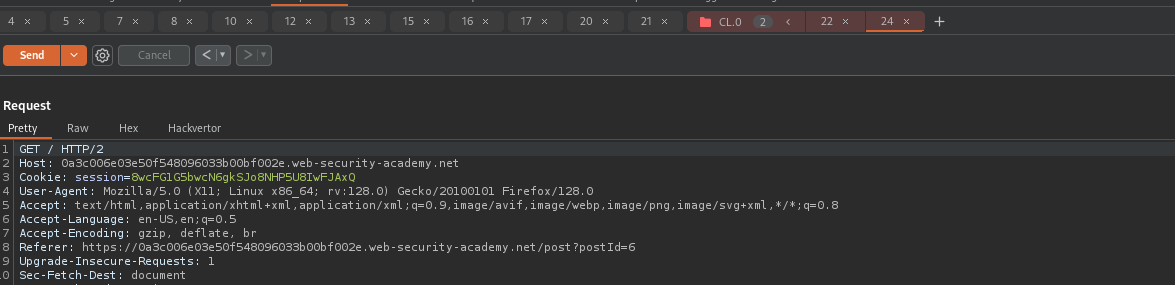 4 × 7 × 8 × 10 × 12 × 13 × 15 × 16 × 17 × 20 × 21 × CL.0 2 22 × 24 × +
Send Cancel < >
Request
Pretty Raw Hex Hackvertor
1 GET / HTTP/2
2 Host: 0a3c006e03e50f548096033b00bf002e.web-security-academy.net
3 Cookie: session=8wcFGlG5bwcN6gkSJo8NHP5U8IwFJAxQ
4 User-Agent: Mozilla/5.0 (X11; Linux x86_64; rv:128.0) Gecko/20100101 Firefox/128.0
5 Accept: text/html,application/xhtml+xml,application/xml;q=0.9,image/avif,image/webp,image/png,image/svg+xml,*/*;q=0.8
6 Accept-Language: en-US,en;q=0.5
7 Accept-Encoding: gzip, deflate, br
8 Referer: https://0a3c006e03e50f548096033b00bf002e.web-security-academy.net/post?postId=6
9 Upgrade-Insecure-Requests: 1
0 Sec-Fetch-Dest: document